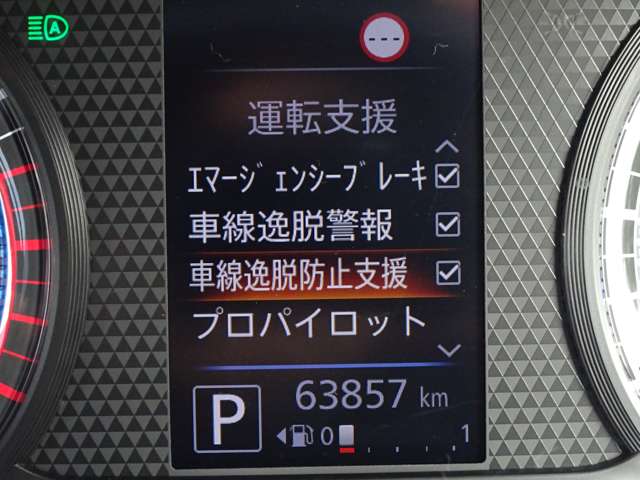 A
---
運転支援
ｴﾏｰｼﾞｪﾝｼｰﾌﾞﾚｰｷ
車線逸脱警報
車線逸脱防止支援
プロパイロット
P 63857 km
0 1